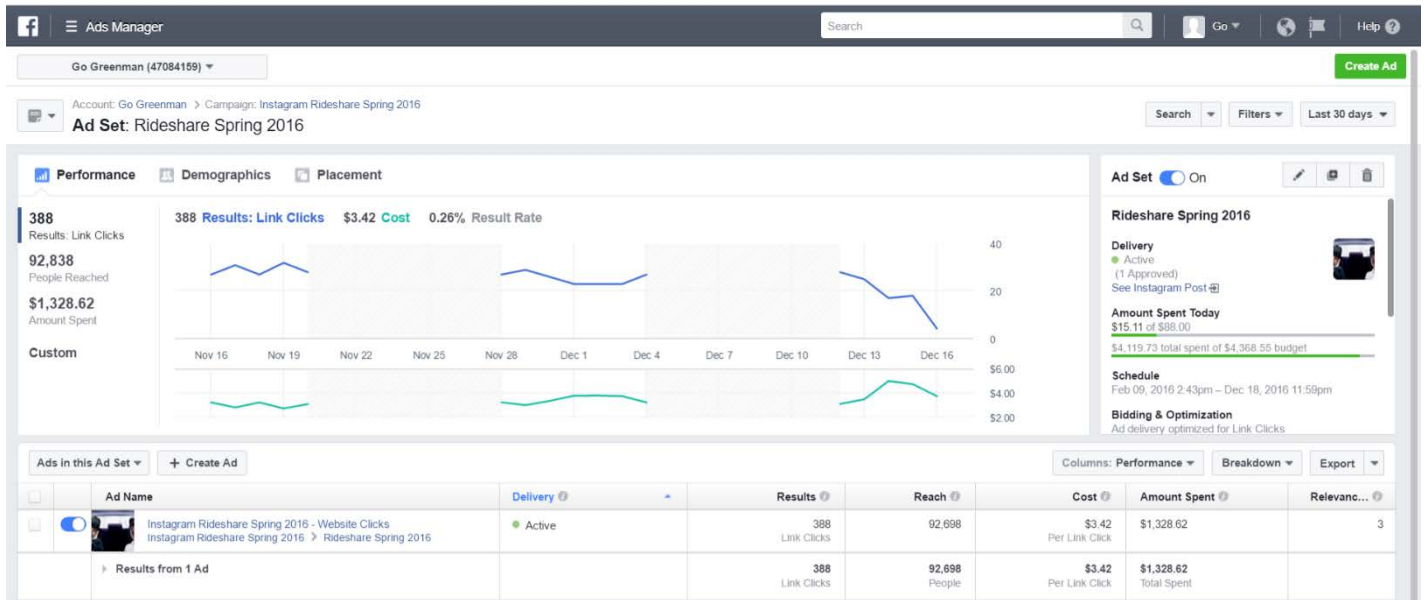 f Ads Manager Search Go Help
Go Greenman (47084159) Create Ad
Account: Go Greenman > Campaign: Instagram Rideshare Spring 2016
Ad Set: Rideshare Spring 2016
Search Filters Last 30 days
Performance Demographics Placement
388
Results: Link Clicks
92,838
People Reached
$1,328.62
Amount Spent
Custom
388 Results: Link Clicks $3.42 Cost 0.26% Result Rate
40
20
0
Nov 16 Nov 19 Nov 22 Nov 25 Nov 28 Dec 1 Dec 4 Dec 7 Dec 10 Dec 13 Dec 16
$6.00
$4.00
$2.00
Ad Set On
Rideshare Spring 2016
Delivery
Active
(1 Approved)
See Instagram Post
Amount Spent Today
$15.11 of $88.00
$4,119.73 total spent of $4,368.55 budget
Schedule
Feb 09, 2016 2:43pm – Dec 18, 2016 11:59pm
Bidding & Optimization
Ad delivery optimized for Link Clicks
Ads in this Ad Set + Create Ad Columns: Performance Breakdown Export
Ad Name Delivery Results Reach Cost Amount Spent Relevanc...
Instagram Rideshare Spring 2016 - Website Clicks Active 388 92,698 $3.42 $1,328.62 3
Instagram Rideshare Spring 2016 > Rideshare Spring 2016 Link Clicks Per Link Click
Results from 1 Ad 388 92,698 $3.42 $1,328.62
Link Clicks People Per Link Click Total Spent